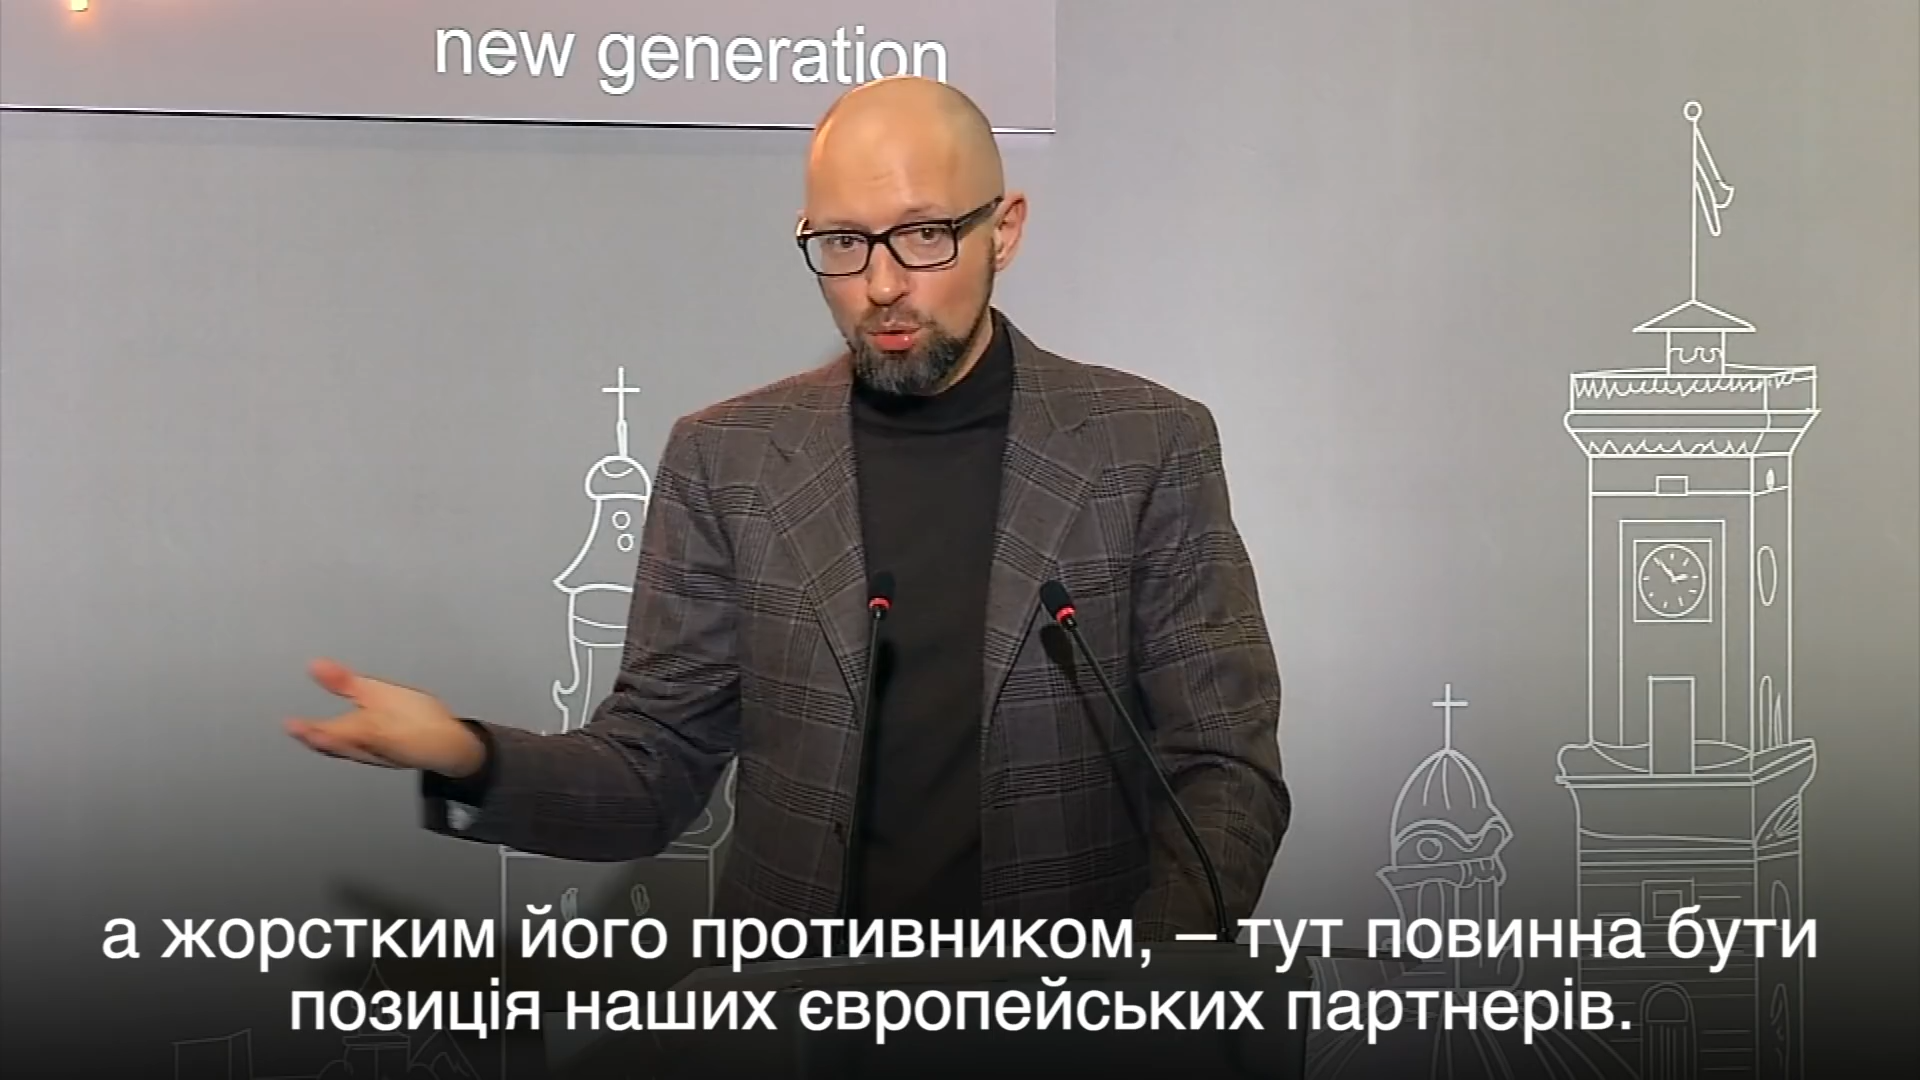 new generation
а жорстким його противником, – тут повинна бути
позиція наших європейських партнерів.